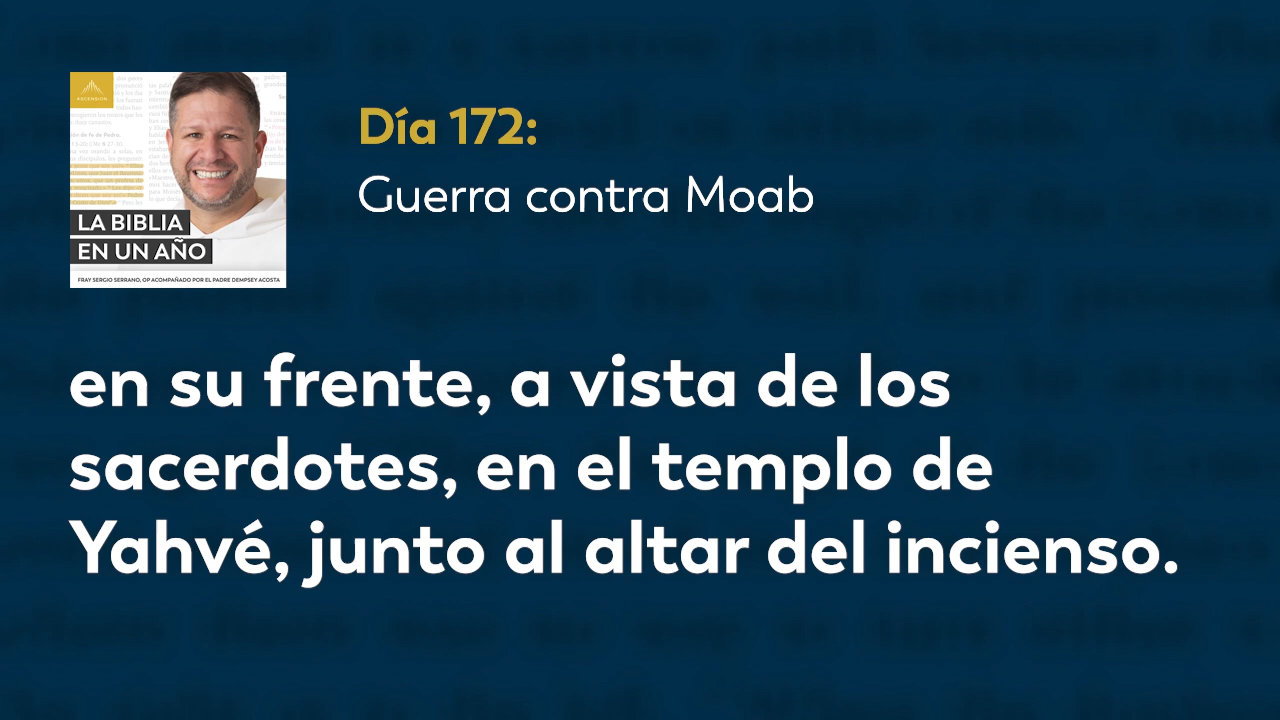 ASCENSION
LA BIBLIA
EN UN AÑO
FRAY SERGIO SERRANO, OP ACOMPAÑADO POR EL PADRE DEMPSEY ACOSTA
Día 172:
Guerra contra Moab
en su frente, a vista de los
sacerdotes, en el templo de
Yahvé, junto al altar del incienso.